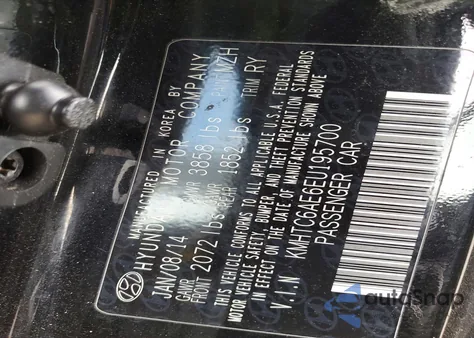 MANUFACTURED IN KOREA BY
HYUNDAI MOTOR COMPANY
JAN/08/14 3858 lbs NZH
GAWR FRONT 2072 lbs REAR 1852 lbs TRIM RY
THIS VEHICLE CONFORMS TO ALL APPLICABLE U.S.A. FEDERAL
MOTOR VEHICLE SAFETY, BUMPER, AND THEFT PREVENTION STANDARDS
IN EFFECT ON THE DATE OF MANUFACTURE SHOWN ABOVE
V.I.N KMHTC6AE6EU195700
PASSENGER CAR
autoSnap